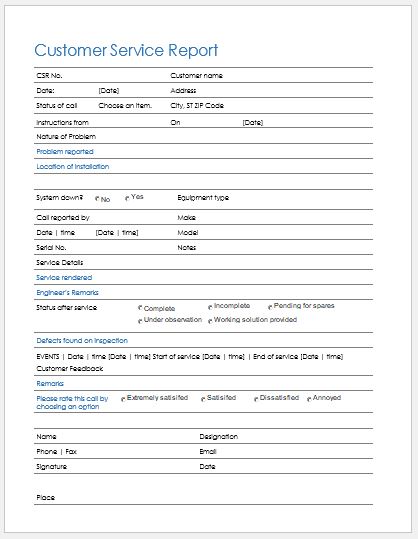 Customer Service Report
CSR No. Customer name
Date: [Date] Address
Status of call Choose an item. City, ST ZIP Code
Instructions from On [Date]
Nature of Problem
Problem reported
Location of Installation
System down? No Yes Equipment type
Call reported by Make
Date | time [Date | time] Model
Serial No. Notes
Service Details
Service rendered
Engineer's Remarks
Status after service Complete Incomplete Pending for spares
Under observation Working solution provided
Defects found on inspection
EVENTS | Date | time [Date | time] Start of service [Date | time] | End of service [Date | time]
Customer Feedback
Remarks
Please rate this call by Extremely satisifed Satisifed Dissatisfied Annoyed
choosing an option
Name Designation
Phone | Fax Email
Signature Date
Place